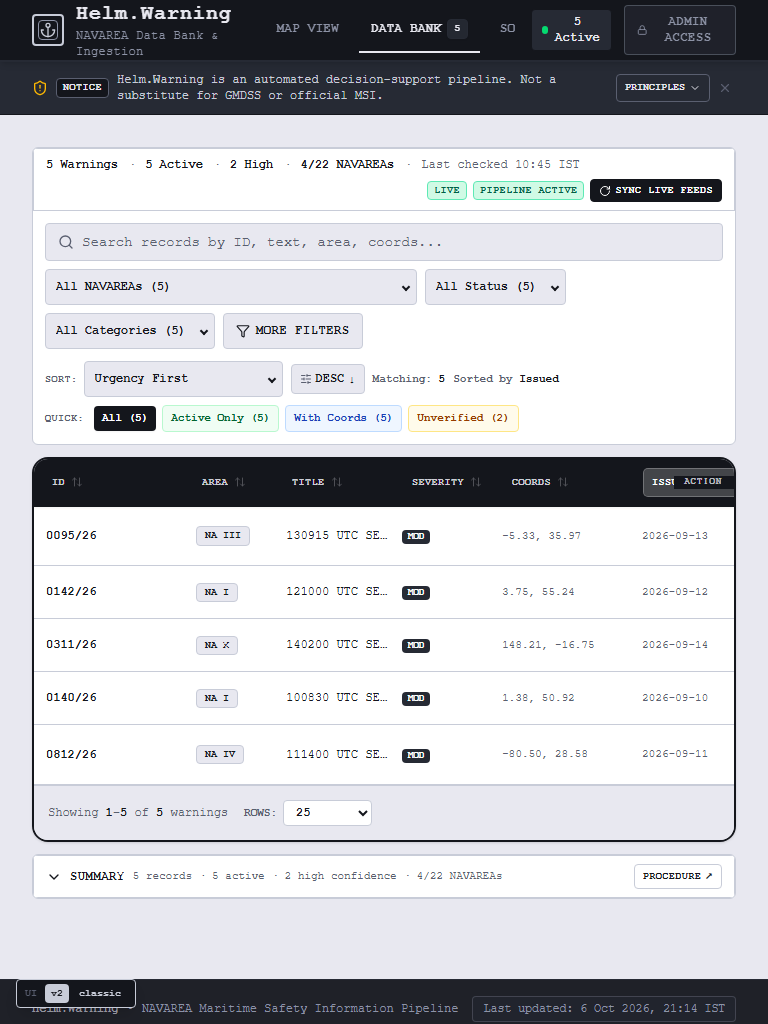 Helm.Warning
NAVAREA Data Bank &
Ingestion
MAP VIEW
DATA BANK 5
SO
5
Active
ADMIN
ACCESS
NOTICE
Helm.Warning is an automated decision-support pipeline. Not a
substitute for GMDSS or official MSI.
PRINCIPLES
5 Warnings · 5 Active · 2 High · 4/22 NAVAREAs · Last checked 10:45 IST
LIVE
PIPELINE ACTIVE
SYNC LIVE FEEDS
Search records by ID, text, area, coords...
All NAVAREAs (5)
All Status (5)
All Categories (5)
MORE FILTERS
SORT:
Urgency First
DESC ↓
Matching: 5 Sorted by Issued
QUICK:
All (5)
Active Only (5)
With Coords (5)
Unverified (2)
ID ↑↓ AREA ↑↓ TITLE ↑↓ SEVERITY ↑↓ COORDS ↑↓ ACTION
0095/26 NA III 130915 UTC SE… MOD -5.33, 35.97 2026-09-13
0142/26 NA I 121000 UTC SE… MOD 3.75, 55.24 2026-09-12
0311/26 NA X 140200 UTC SE… MOD 148.21, -16.75 2026-09-14
0140/26 NA I 100830 UTC SE… MOD 1.38, 50.92 2026-09-10
0812/26 NA IV 111400 UTC SE… MOD -80.50, 28.58 2026-09-11
Showing 1-5 of 5 warnings ROWS: 25
SUMMARY 5 records · 5 active · 2 high confidence · 4/22 NAVAREAs
PROCEDURE ↗
UI v2 classic
Helm.Warning · NAVAREA Maritime Safety Information Pipeline
Last updated: 6 Oct 2026, 21:14 IST